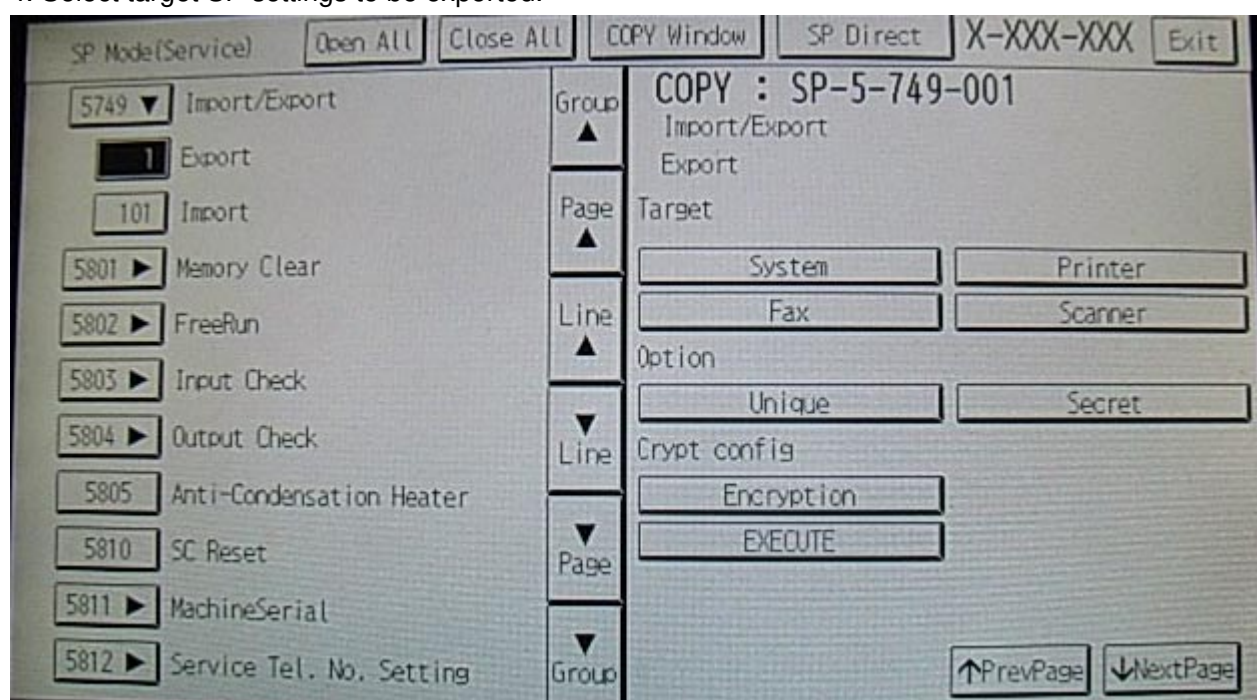 4. Select target SP settings to be exported.
SP Mode(Service) Open All Close All COPY Window SP Direct X-XXX-XXX Exit
5749 ▼ Import/Export
1 Export
101 Import
5801 ► Memory Clear
5802 ► FreeRun
5803 ► Input Check
5804 ► Output Check
5805 Anti-Condensation Heater
5810 SC Reset
5811 ► MachineSerial
5812 ► Service Tel. No. Setting
Group
▲
Page
▲
Line
▲
▼
Line
▼
Page
▼
Group
COPY : SP-5-749-001
Import/Export
Export
Target
System Printer
Fax Scanner
Option
Unique Secret
Crypt config
Encryption
EXECUTE
↑PrevPage ↓NextPage